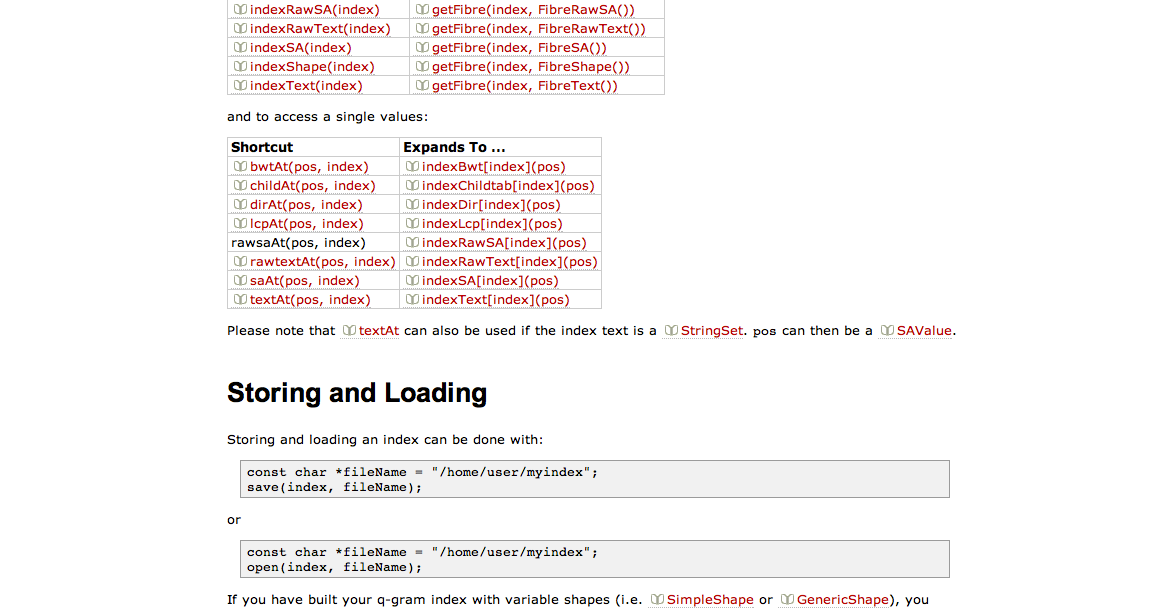 indexRawSA(index) getFibre(index, FibreRawSA())
indexRawText(index) getFibre(index, FibreRawText())
indexSA(index) getFibre(index, FibreSA())
indexShape(index) getFibre(index, FibreShape())
indexText(index) getFibre(index, FibreText())
and to access a single values:
Shortcut Expands To ...
bwtAt(pos, index) indexBwt[index](pos)
childAt(pos, index) indexChildtab[index](pos)
dirAt(pos, index) indexDir[index](pos)
lcpAt(pos, index) indexLcp[index](pos)
rawsaAt(pos, index) indexRawSA[index](pos)
rawtextAt(pos, index) indexRawText[index](pos)
saAt(pos, index) indexSA[index](pos)
textAt(pos, index) indexText[index](pos)
Please note that textAt can also be used if the index text is a StringSet. pos can then be a SAValue.
Storing and Loading
Storing and loading an index can be done with:
const char *fileName = "/home/user/myindex";
save(index, fileName);
or
const char *fileName = "/home/user/myindex";
open(index, fileName);
If you have built your q-gram index with variable shapes (i.e. SimpleShape or GenericShape), you